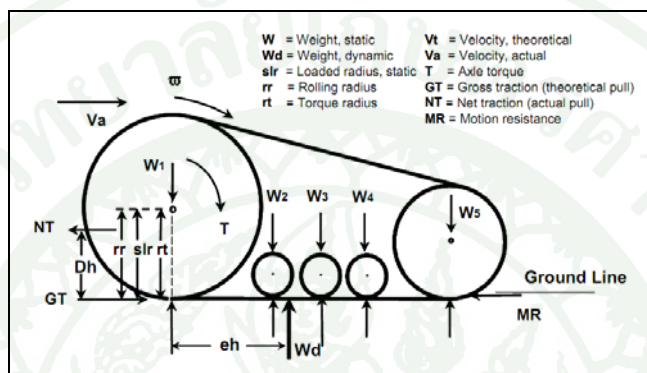 W = Weight, static
Wd = Weight, dynamic
slr = Loaded radius, static
rr = Rolling radius
rt = Torque radius
Vt = Velocity, theoretical
Va = Velocity, actual
T = Axle torque
GT = Gross traction (theoretical pull)
NT = Net traction (actual pull)
MR = Motion resistance
ϖ
Va
W1
T
W2
W3
W4
W5
NT
Dh
rr
slr
rt
GT
Ground Line
MR
eh
Wd